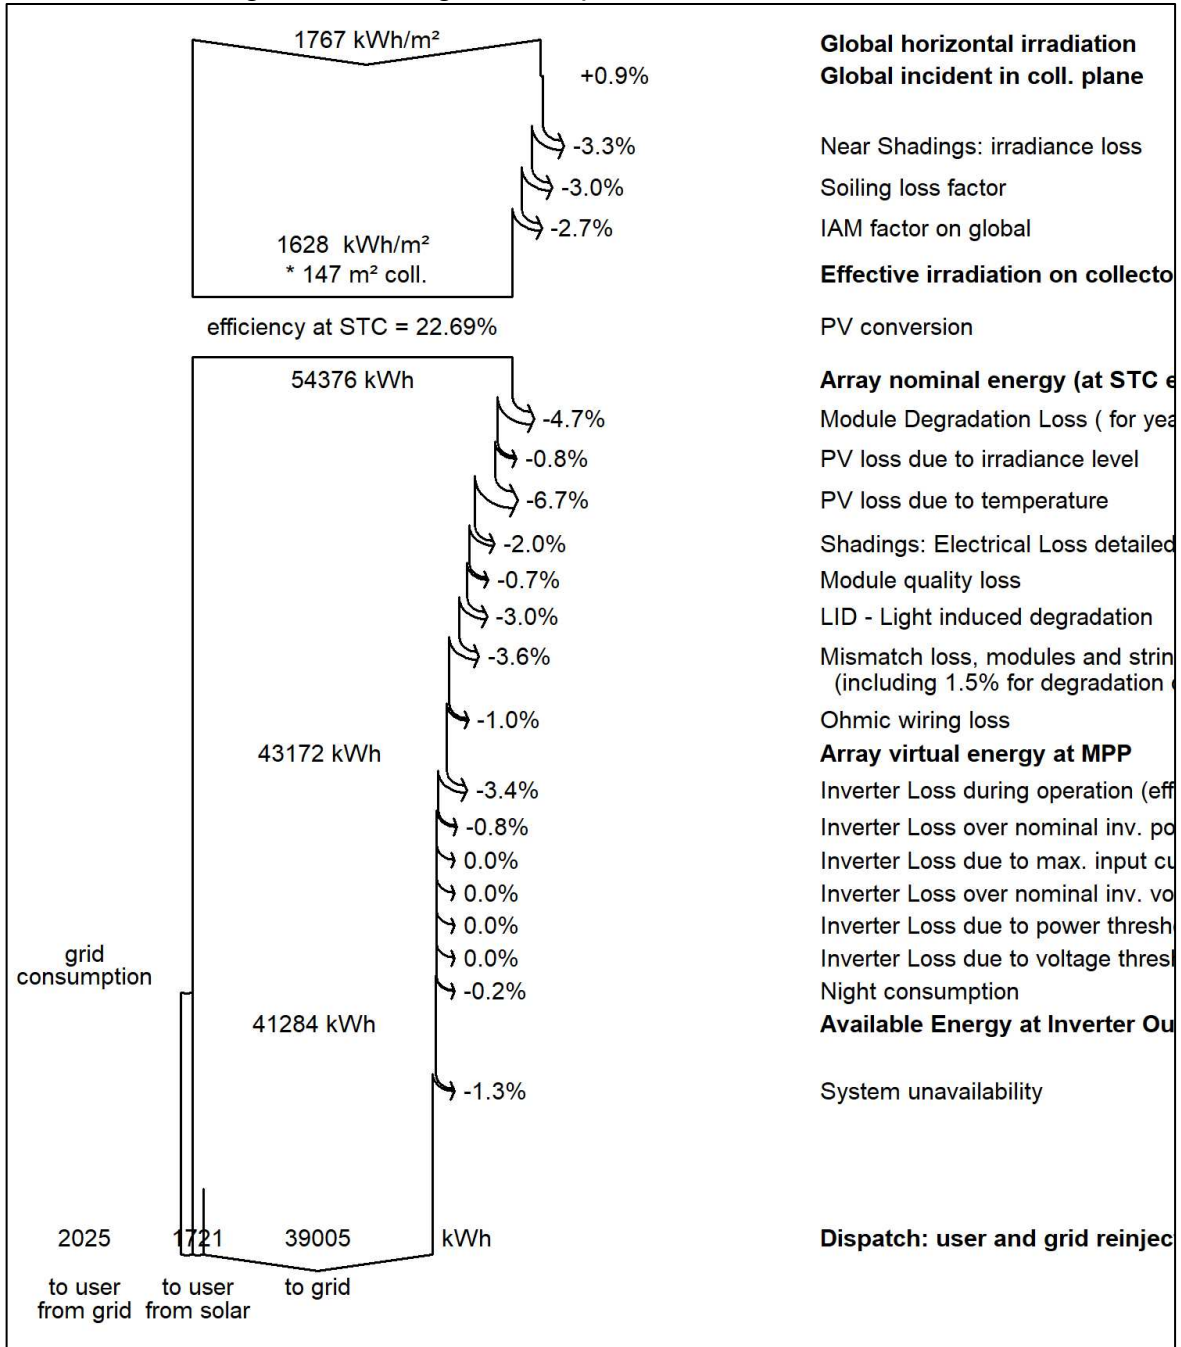 1767 kWh/m² Global horizontal irradiation
+0.9% Global incident in coll. plane
-3.3% Near Shadings: irradiance loss
-3.0% Soiling loss factor
-2.7% IAM factor on global
1628 kWh/m²
* 147 m² coll. Effective irradiation on collecto
efficiency at STC = 22.69% PV conversion
54376 kWh Array nominal energy (at STC e
-4.7% Module Degradation Loss ( for yea
-0.8% PV loss due to irradiance level
-6.7% PV loss due to temperature
-2.0% Shadings: Electrical Loss detailed
-0.7% Module quality loss
-3.0% LID - Light induced degradation
-3.6% Mismatch loss, modules and strin
(including 1.5% for degradation
-1.0% Ohmic wiring loss
43172 kWh Array virtual energy at MPP
-3.4% Inverter Loss during operation (eff
-0.8% Inverter Loss over nominal inv. po
0.0% Inverter Loss due to max. input cu
0.0% Inverter Loss over nominal inv. vo
0.0% Inverter Loss due to power thresh
0.0% Inverter Loss due to voltage thresh
grid
consumption
-0.2% Night consumption
41284 kWh Available Energy at Inverter Ou
-1.3% System unavailability
2025 1721 39005 kWh Dispatch: user and grid reinjec
to user to user to grid
from grid from solar